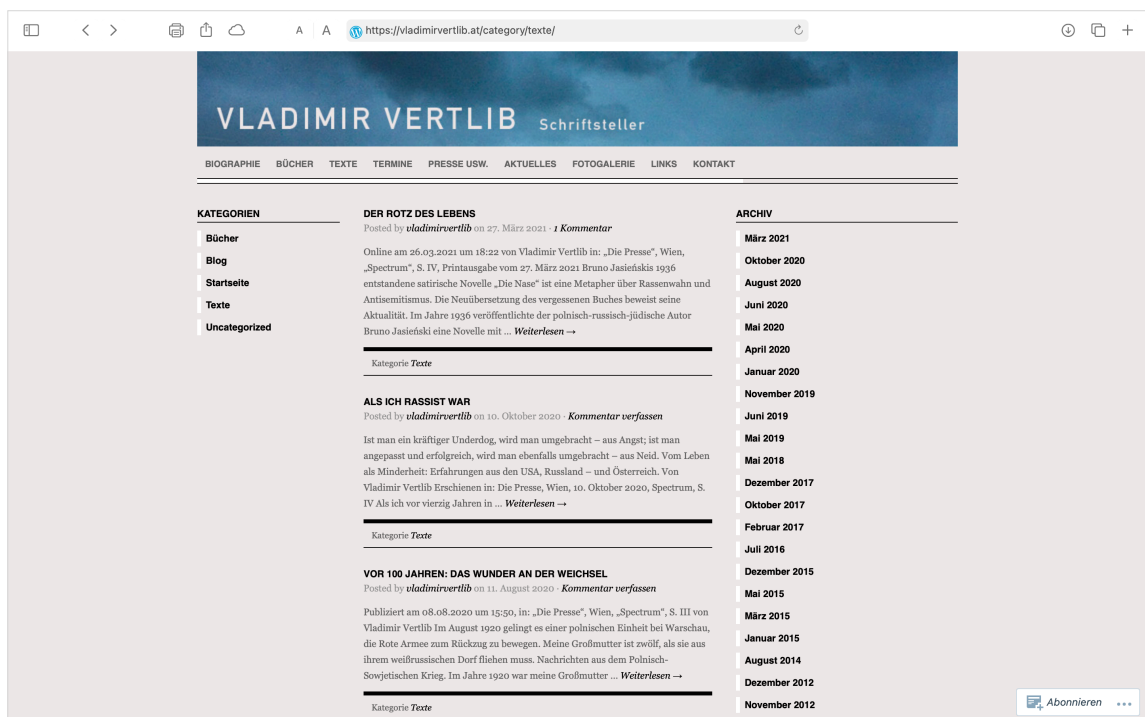 A A https://vladimirvertlib.at/category/texte/
VLADIMIR VERTLIB Schriftsteller
BIOGRAPHIE BÜCHER TEXTE TERMINE PRESSE USW. AKTUELLES FOTOGALERIE LINKS KONTAKT
KATEGORIEN
Bücher
Blog
Startseite
Texte
Uncategorized
DER ROTZ DES LEBENS
Posted by vladimirvertlib on 27. März 2021 · 1 Kommentar
Online am 26.03.2021 um 18:22 von Vladimir Vertlib in: „Die Presse“, Wien,
„Spectrum“, S. IV, Printausgabe vom 27. März 2021 Bruno Jasieńskis 1936
entstandene satirische Novelle „Die Nase“ ist eine Metapher über Rassenwahn und
Antisemitismus. Die Neuübersetzung des vergessenen Buches beweist seine
Aktualität. Im Jahre 1936 veröffentlichte der polnisch-russisch-jüdische Autor
Bruno Jasieński eine Novelle mit … Weiterlesen →
Kategorie Texte
ALS ICH RASSIST WAR
Posted by vladimirvertlib on 10. Oktober 2020 · Kommentar verfassen
Ist man ein kräftiger Underdog, wird man umgebracht – aus Angst; ist man
angepasst und erfolgreich, wird man ebenfalls umgebracht – aus Neid. Vom Leben
als Minderheit: Erfahrungen aus den USA, Russland – und Österreich. Von
Vladimir Vertlib Erschienen in: Die Presse, Wien, 10. Oktober 2020, Spectrum, S.
IV Als ich vor vierzig Jahren in … Weiterlesen →
Kategorie Texte
VOR 100 JAHREN: DAS WUNDER AN DER WEICHSEL
Posted by vladimirvertlib on 11. August 2020 · Kommentar verfassen
Publiziert am 08.08.2020 um 15:50, in: „Die Presse“, Wien, „Spectrum“, S. III von
Vladimir Vertlib Im August 1920 gelingt es einer polnischen Einheit bei Warschau,
die Rote Armee zum Rückzug zu bewegen. Meine Großmutter ist zwölf, als sie aus
ihrem weißrussischen Dorf fliehen muss. Nachrichten aus dem Polnisch-
Sowjetischen Krieg. Im Jahre 1920 war meine Großmutter … Weiterlesen →
Kategorie Texte
ARCHIV
März 2021
Oktober 2020
August 2020
Juni 2020
Mai 2020
April 2020
Januar 2020
November 2019
Juni 2019
Mai 2019
Mai 2018
Dezember 2017
Oktober 2017
Februar 2017
Juli 2016
Dezember 2015
Mai 2015
März 2015
Januar 2015
August 2014
Dezember 2012
November 2012
Abonnieren